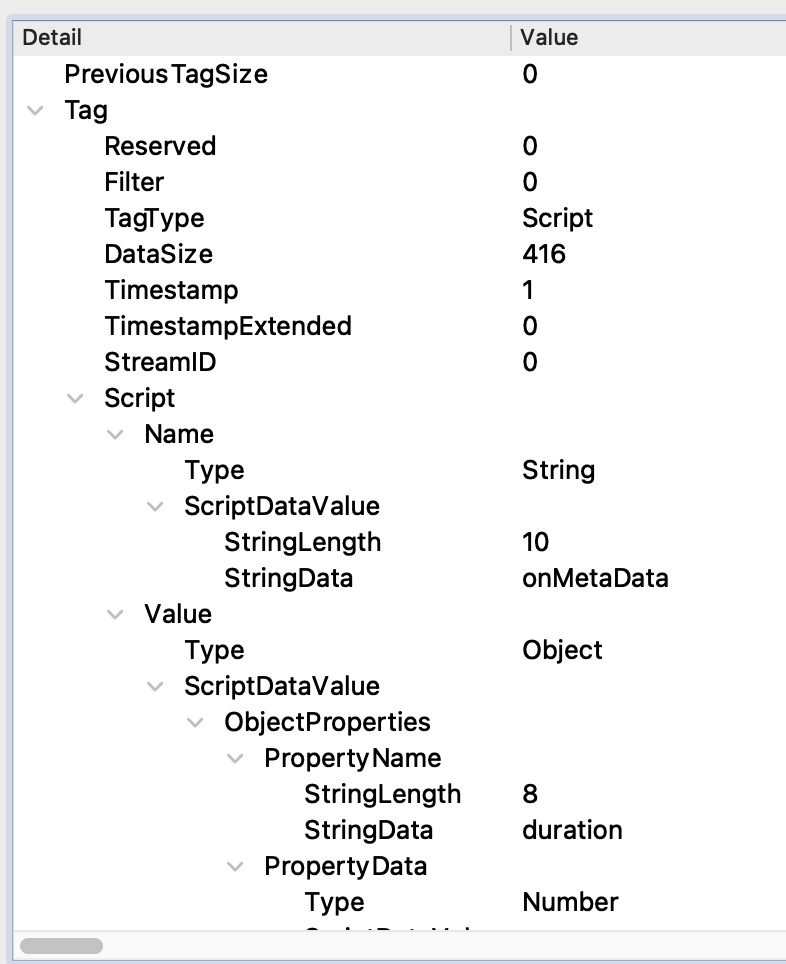 Detail Value
PreviousTagSize 0
Tag
Reserved 0
Filter 0
TagType Script
DataSize 416
Timestamp 1
TimestampExtended 0
StreamID 0
Script
Name
Type String
ScriptDataValue
StringLength 10
StringData onMetaData
Value
Type Object
ScriptDataValue
ObjectProperties
PropertyName
StringLength 8
StringData duration
PropertyData
Type Number